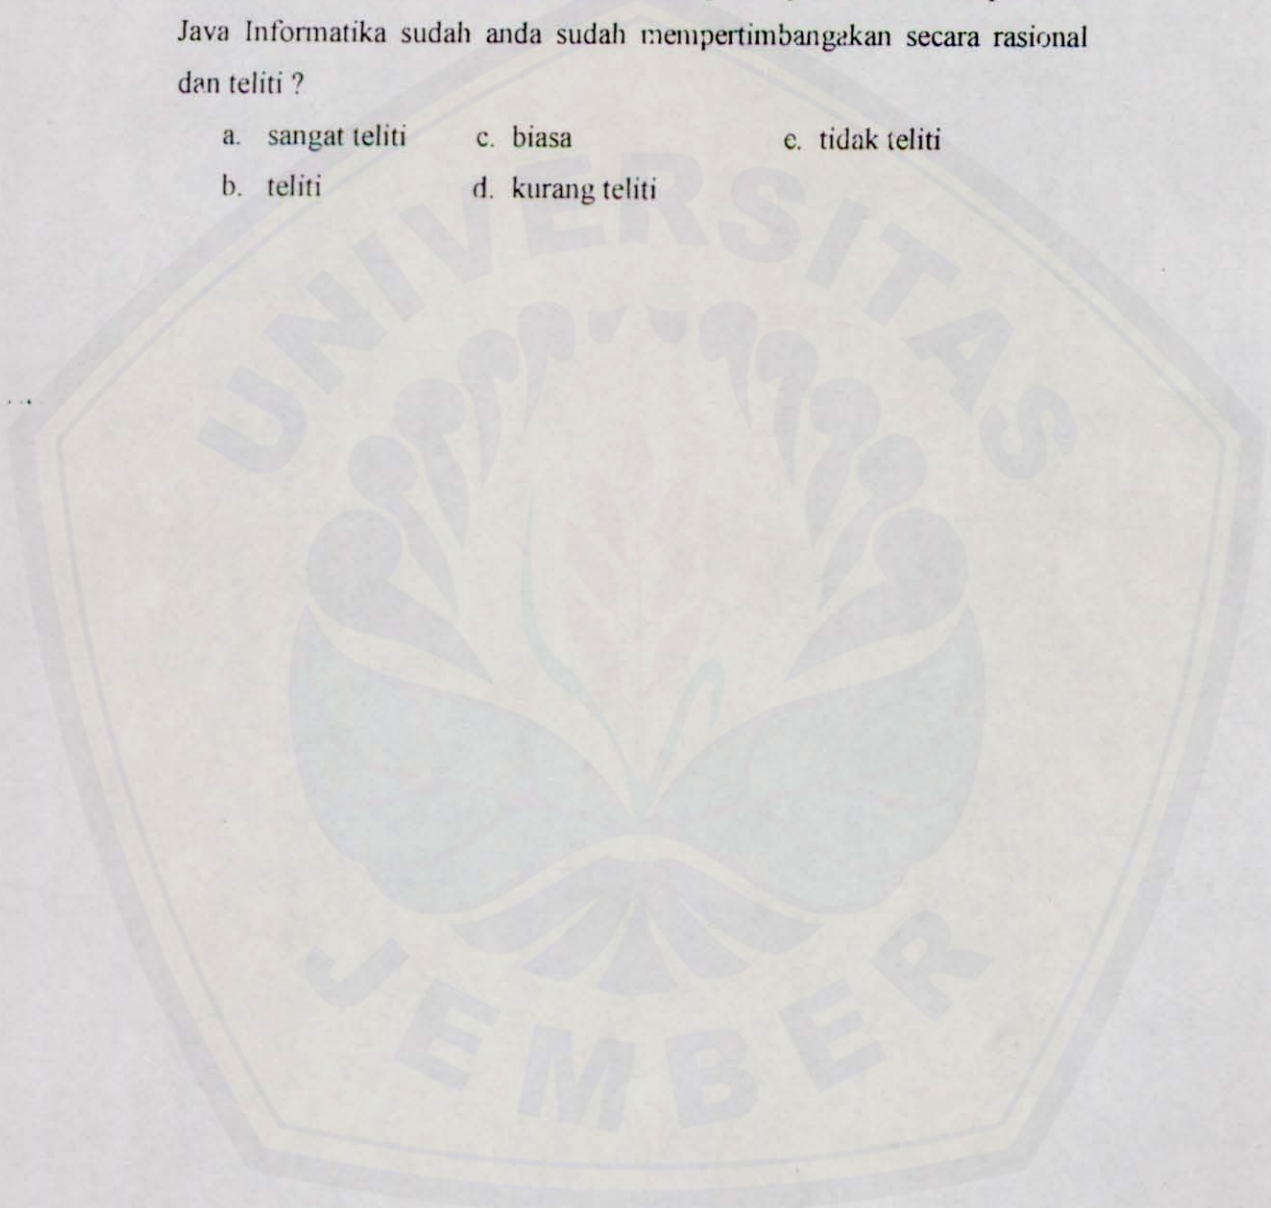 Java Informatika sudah anda sudah mempertimbangakan secara rasional
dan teliti ?
a. sangat teliti c. biasa e. tidak teliti
b. teliti d. kurang teliti
UNIVERSITAS
JEMBER